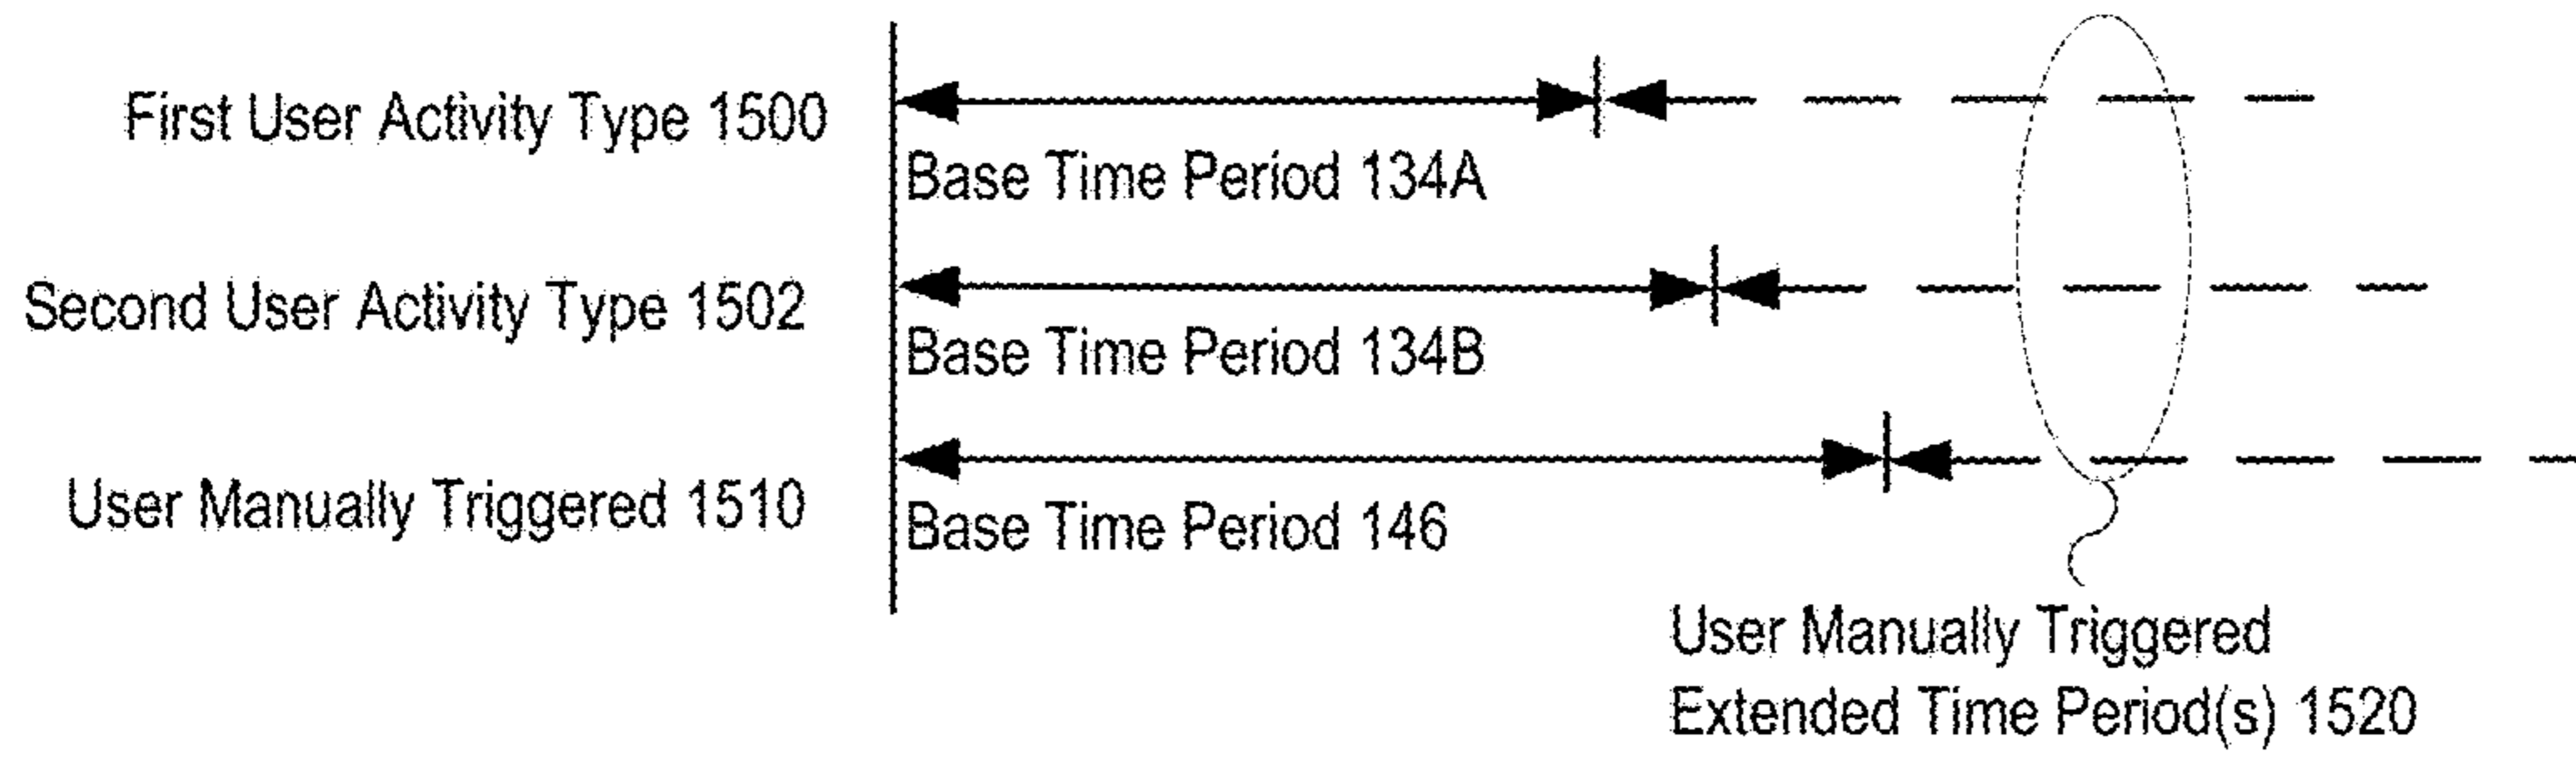 First User Activity Type 1500
Base Time Period 134A
Second User Activity Type 1502
Base Time Period 134B
User Manually Triggered 1510
Base Time Period 146
User Manually Triggered
Extended Time Period(s) 1520